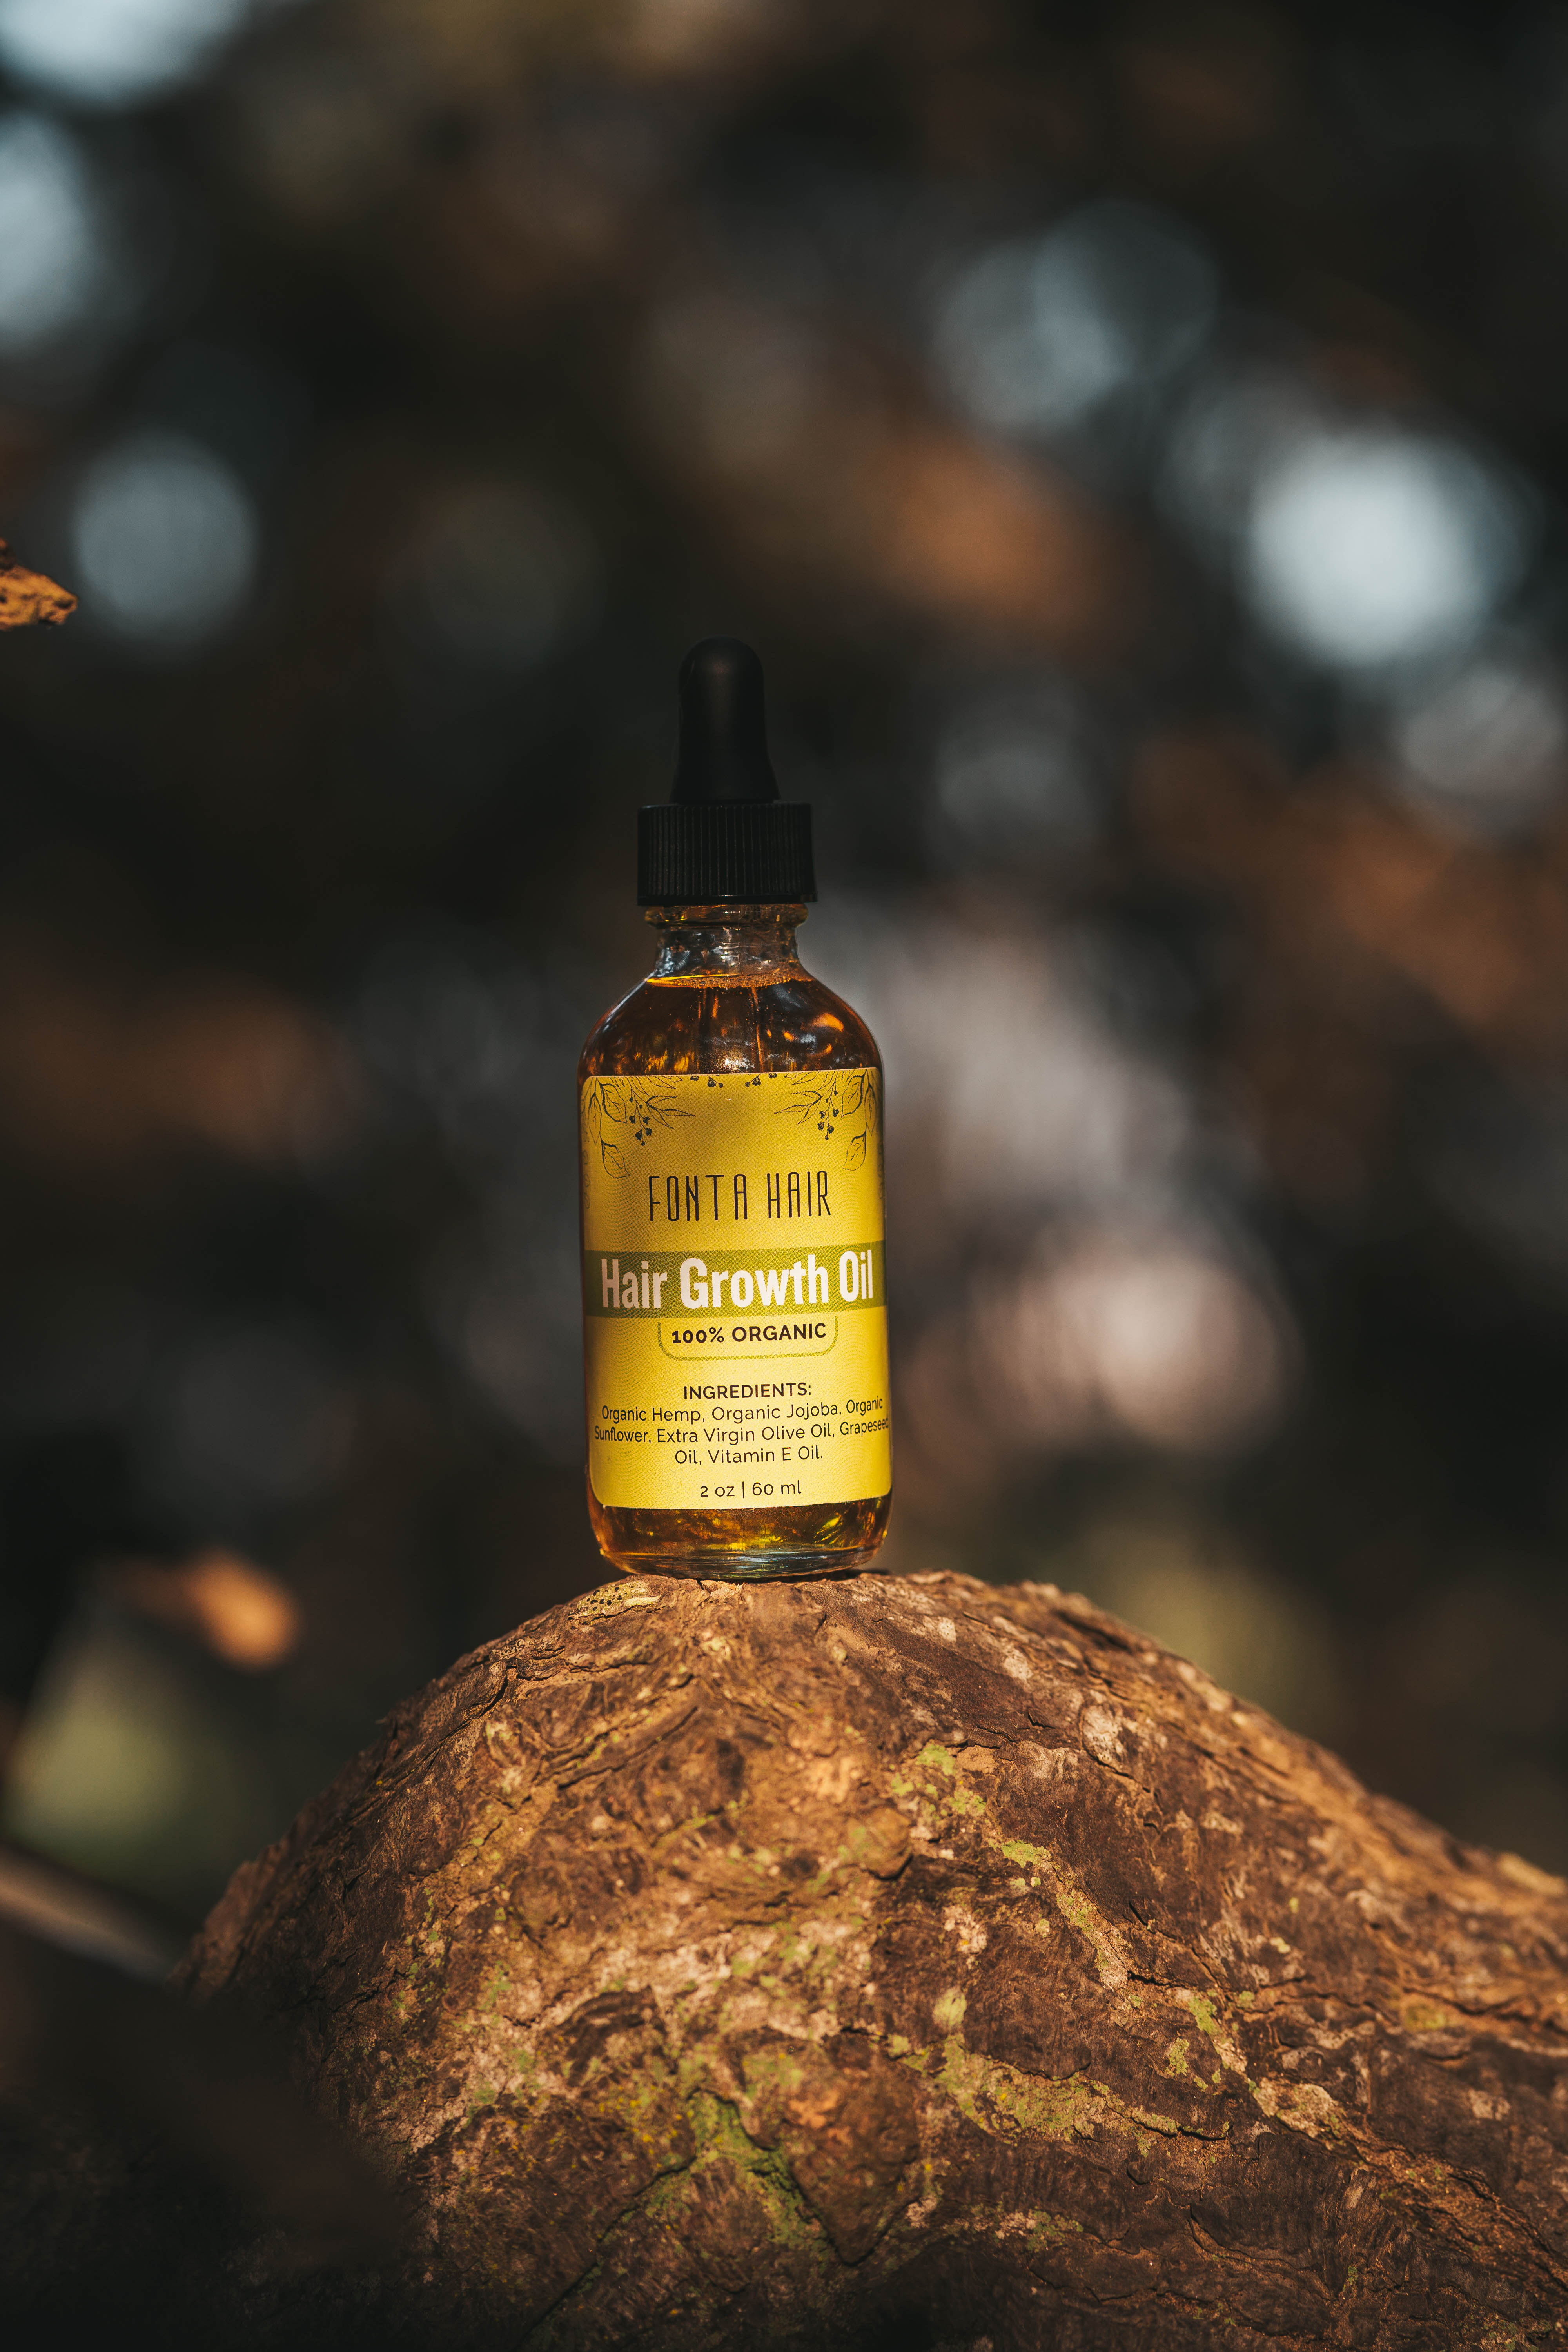 FONTA HAIR
Hair Growth Oil
100% ORGANIC
INGREDIENTS:
Organic Hemp, Organic Jojoba, Organic
Sunflower, Extra Virgin Olive Oil, Grapeseed
Oil, Vitamin E Oil.
2 oz | 60 ml